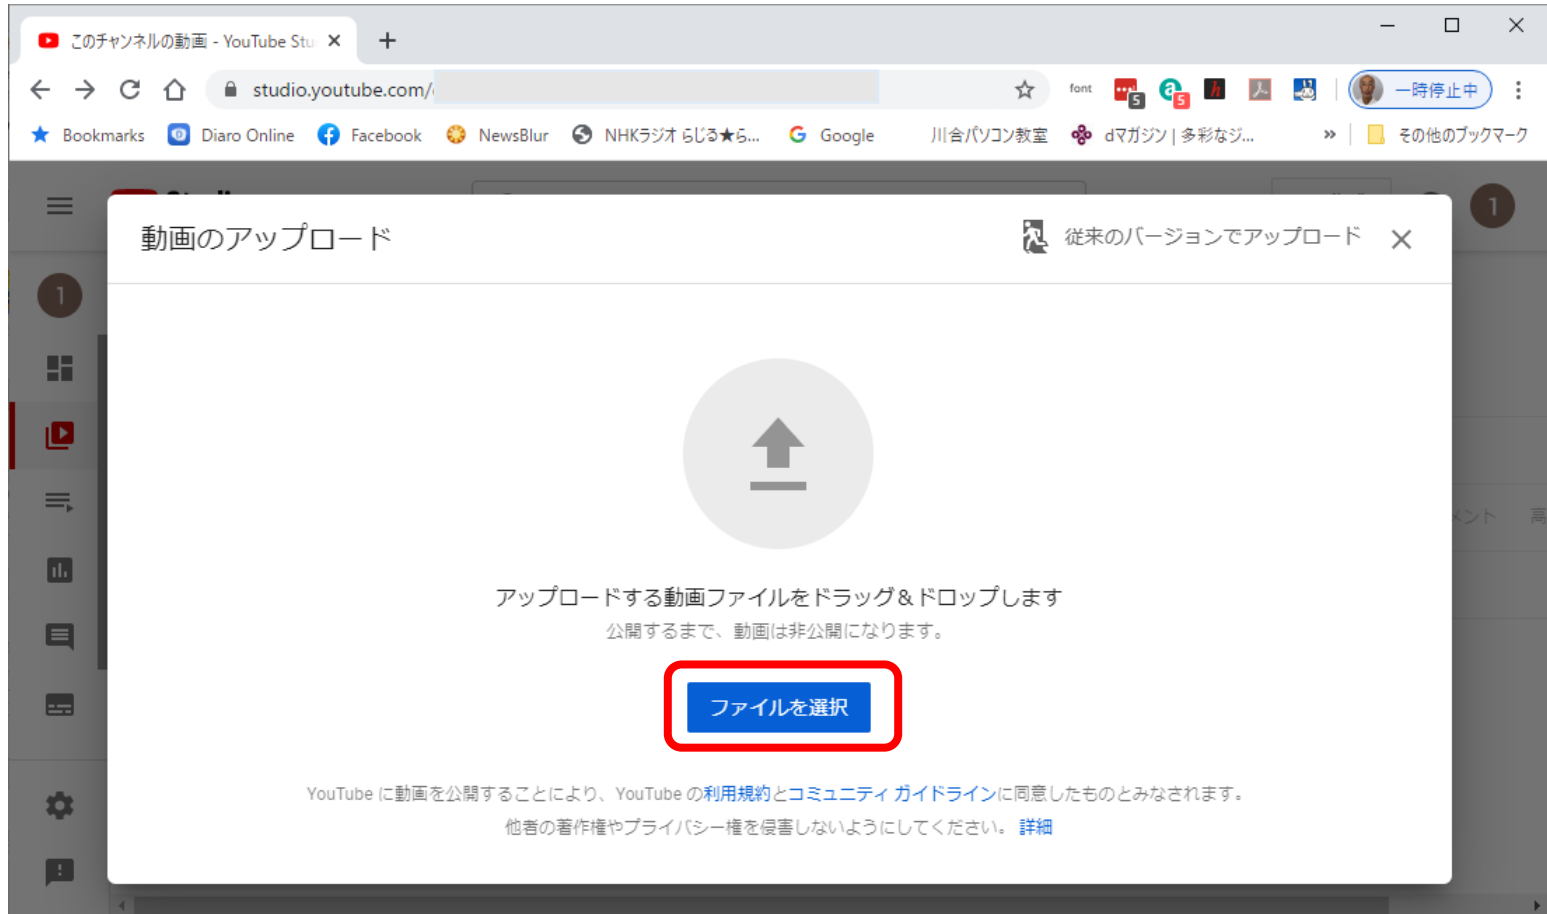 このチャンネルの動画 - YouTube Stu
studio.youtube.com/
font
5
5
一時停止中
Bookmarks
Diaro Online
Facebook
NewsBlur
NHKラジオ らじる★ら...
Google
川合パソコン教室
dマガジン | 多彩なジ...
»
その他のブックマーク
1
動画のアップロード
従来のバージョンでアップロード
1
メント
高
アップロードする動画ファイルをドラッグ&ドロップします
公開するまで、動画は非公開になります。
ファイルを選択
YouTube に動画を公開することにより、YouTube の利用規約とコミュニティ ガイドラインに同意したものとみなされます。
他者の著作権やプライバシー権を侵害しないようにしてください。 詳細